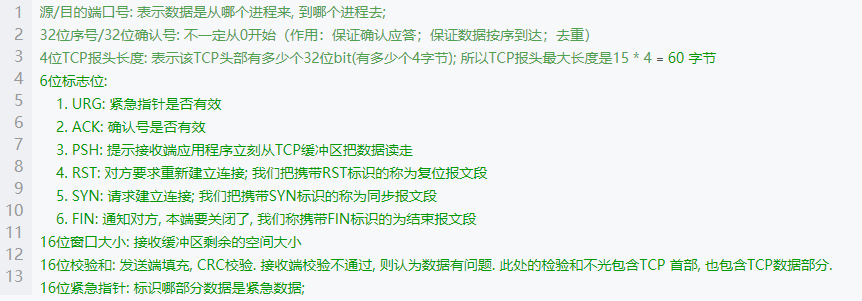 1 源/目的端口号: 表示数据是从哪个进程来, 到哪个进程去;
2 32位序号/32位确认号: 不一定从0开始（作用：保证确认应答；保证数据按序到达；去重）
3 4位TCP报头长度: 表示该TCP头部有多少个32位bit(有多少个4字节); 所以TCP报头最大长度是15 * 4 = 60 字节
4 6位标志位:
5 1. URG: 紧急指针是否有效
6 2. ACK: 确认号是否有效
7 3. PSH: 提示接收端应用程序立刻从TCP缓冲区把数据读走
8 4. RST: 对方要求重新建立连接; 我们把携带RST标识的称为复位报文段
9 5. SYN: 请求建立连接; 我们把携带SYN标识的称为同步报文段
10 6. FIN: 通知对方, 本端要关闭了, 我们称携带FIN标识的为结束报文段
11 16位窗口大小: 接收缓冲区剩余的空间大小
12 16位校验和: 发送端填充, CRC校验. 接收端校验不通过, 则认为数据有问题. 此处的检验和不光包含TCP 首部, 也包含TCP数据部分.
13 16位紧急指针: 标识哪部分数据是紧急数据;